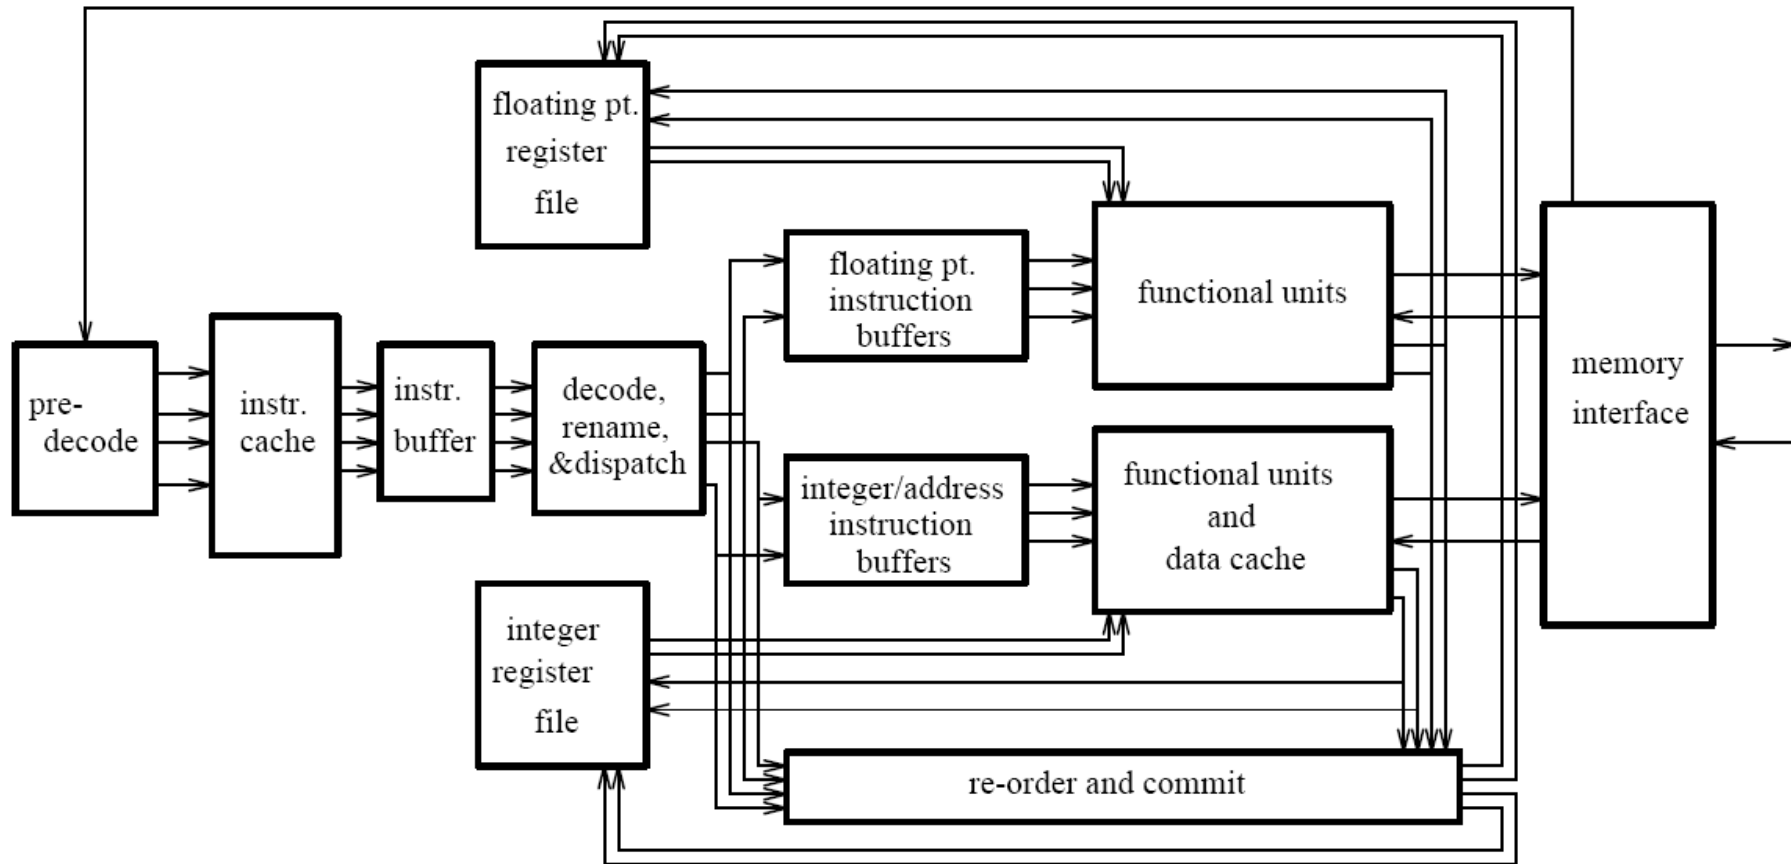 floating pt.
register
file
floating pt.
instruction
buffers
functional units
pre-
decode
instr.
cache
instr.
buffer
decode,
rename,
&dispatch
memory
interface
integer/address
instruction
buffers
functional units
and
data cache
integer
register
file
re-order and commit